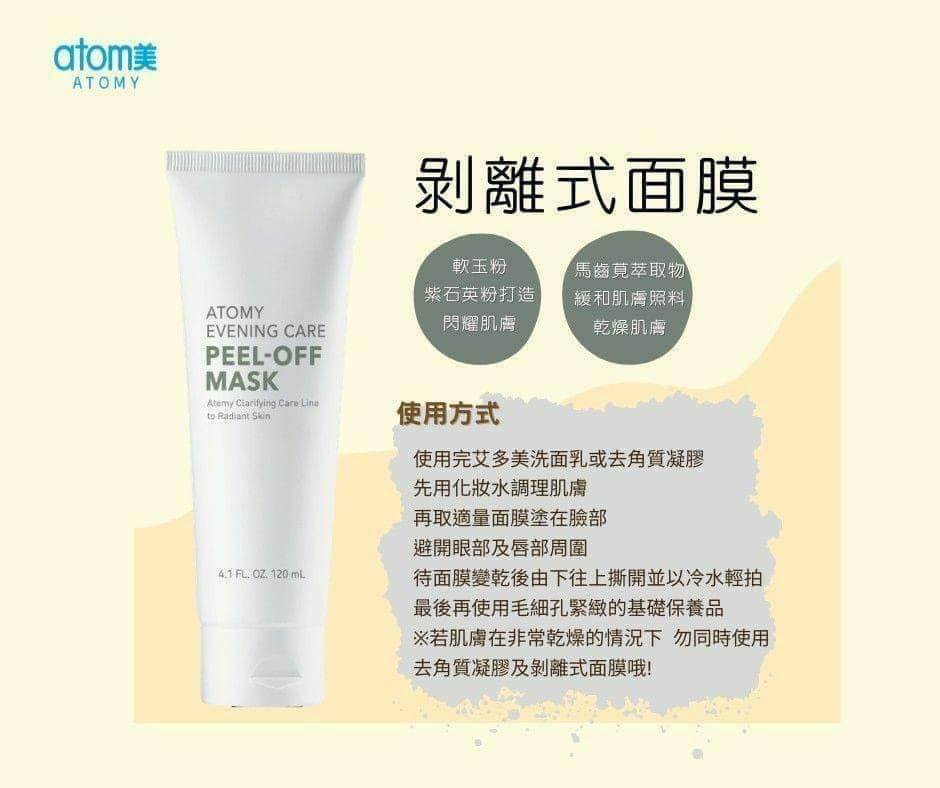 atom美
ATOMY
剝離式面膜
軟玉粉
紫石英粉打造
閃耀肌膚
馬齒莧萃取物
緩和肌膚照料
乾燥肌膚
ATOMY
EVENING CARE
PEEL-OFF
MASK
Atomy Clarifying Care Line
to Radiant Skin
4.1 FL. OZ. 120 mL
使用方式
使用完艾多美洗面乳或去角質凝膠
先用化妝水調理肌膚
再取適量面膜塗在臉部
避開眼部及唇部周圍
待面膜變乾後由下往上撕開並以冷水輕拍
最後再使用毛細孔緊緻的基礎保養品
※若肌膚在非常乾燥的情況下 勿同時使用
去角質凝膠及剝離式面膜哦!